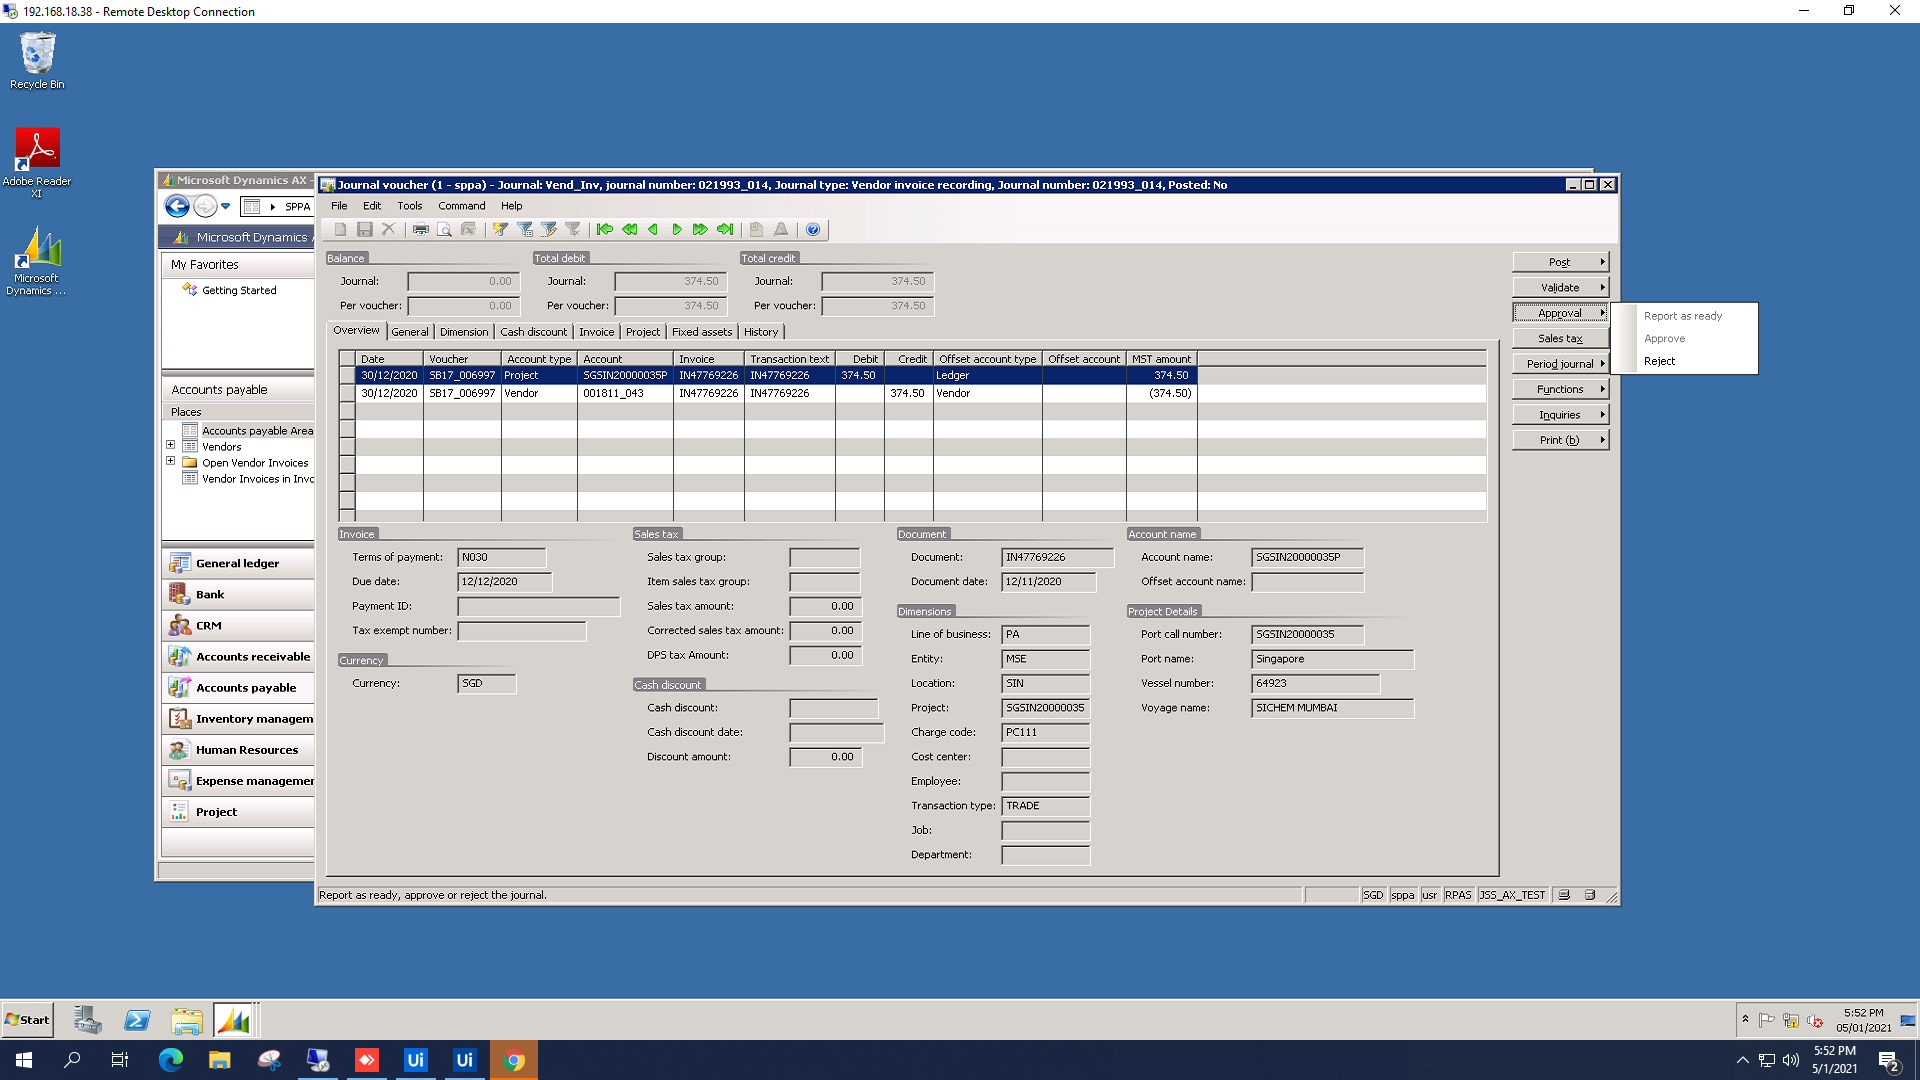 192.168.18.38 - Remote Desktop Connection
Recycle Bin
Adobe Reader
XI
Microsoft
Dynamics ...
Microsoft Dynamics AX -
SPPA
Microsoft Dynamics
My Favorites
Getting Started
Accounts payable
Places
Accounts payable Area
Vendors
Open Vendor Invoices
Vendor Invoices in Invo
General ledger
Bank
CRM
Accounts receivable
Accounts payable
Inventory managem
Human Resources
Expense managemer
Project
Journal voucher (1 - sppa) - Journal: Vend_Inv, journal number: 021993_014, Journal type: Vendor invoice recording, Journal number: 021993_014, Posted: No
File Edit Tools Command Help
Balance Total debit Total credit
Journal: 0.00 Journal: 374.50 Journal: 374.50
Per voucher: 0.00 Per voucher: 374.50 Per voucher: 374.50
Overview General Dimension Cash discount Invoice Project Fixed assets History
Date Voucher Account type Account Invoice Transaction text Debit Credit Offset account type Offset account MST amount
30/12/2020 SB17_006997 Project SGSIN20000035P IN47769226 IN47769226 374.50 Ledger 374.50
30/12/2020 SB17_006997 Vendor 001811_043 IN47769226 IN47769226 374.50 Vendor (374.50)
Invoice
Terms of payment: N030
Due date: 12/12/2020
Payment ID:
Tax exempt number:
Currency
Currency: SGD
Sales tax
Sales tax group:
Item sales tax group:
Sales tax amount: 0.00
Corrected sales tax amount: 0.00
DPS tax Amount: 0.00
Cash discount
Cash discount:
Cash discount date:
Discount amount: 0.00
Document
Document: IN47769226
Document date: 12/11/2020
Dimensions
Line of business: PA
Entity: MSE
Location: SIN
Project: SGSIN20000035
Charge code: PC111
Cost center:
Employee:
Transaction type: TRADE
Job:
Department:
Account name
Account name: SGSIN20000035P
Offset account name:
Project Details
Port call number: SGSIN20000035
Port name: Singapore
Vessel number: 64923
Voyage name: SICHEM MUMBAI
Post
Validate
Approval
Sales tax
Period journal
Functions
Inquiries
Print (b)
Report as ready
Approve
Reject
Report as ready, approve or reject the journal.
SGD sppa usr RPAS JSS_AX_TEST
Start
5:52 PM
05/01/2021
Ui
Ui
5:52 PM
5/1/2021
2